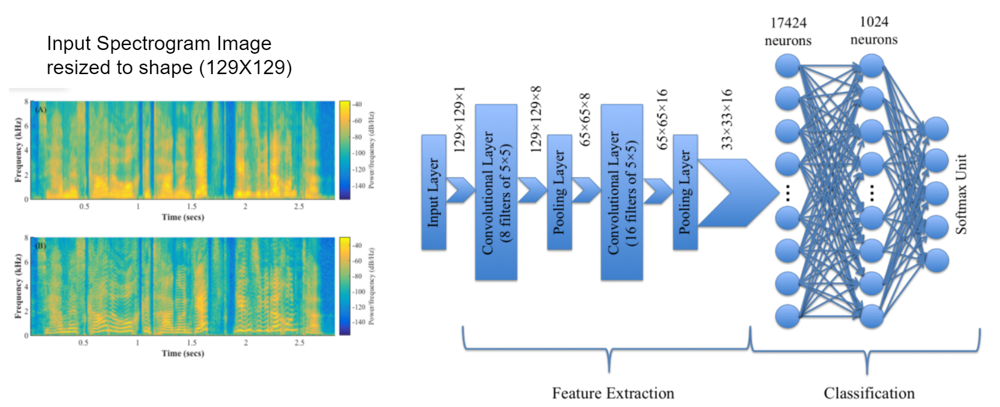 Input Spectrogram Image
resized to shape (129X129)
(A)
8
6
4
2
0
Frequency (kHz)
0.5
1
1.5
2
2.5
Time (secs)
-40
-60
-80
-100
-120
-140
Power/frequency (dB/Hz)
(B)
8
6
4
2
0
Frequency (kHz)
0.5
1
1.5
2
2.5
Time (secs)
-40
-60
-80
-100
-120
-140
Power/frequency (dB/Hz)
Input Layer
129×129×1
Convolutional Layer
(8 filters of 5×5)
129×129×8
Pooling Layer
65×65×8
Convolutional Layer
(16 filters of 5×5)
65×65×16
Pooling Layer
33×33×16
17424
neurons
1024
neurons
Softmax Unit
Feature Extraction
Classification